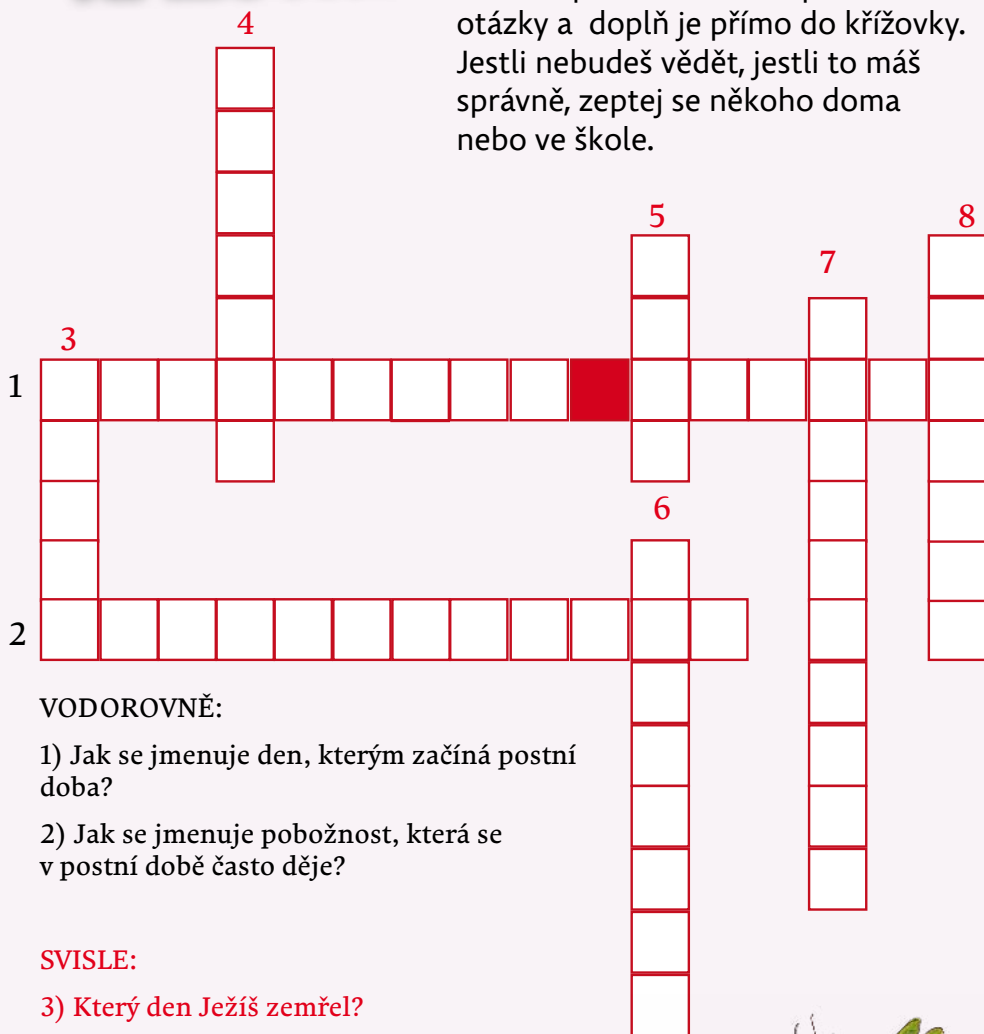 otázky a doplň je přímo do křížovky.
Jestli nebudeš vědět, jestli to máš
správně, zeptej se někoho doma
nebo ve škole.
4
5
8
7
3
1
6
2
VODOROVNĚ:
1) Jak se jmenuje den, kterým začíná postní
doba?
2) Jak se jmenuje pobožnost, která se
v postní době často děje?
SVISLE:
3) Který den Ježíš zemřel?